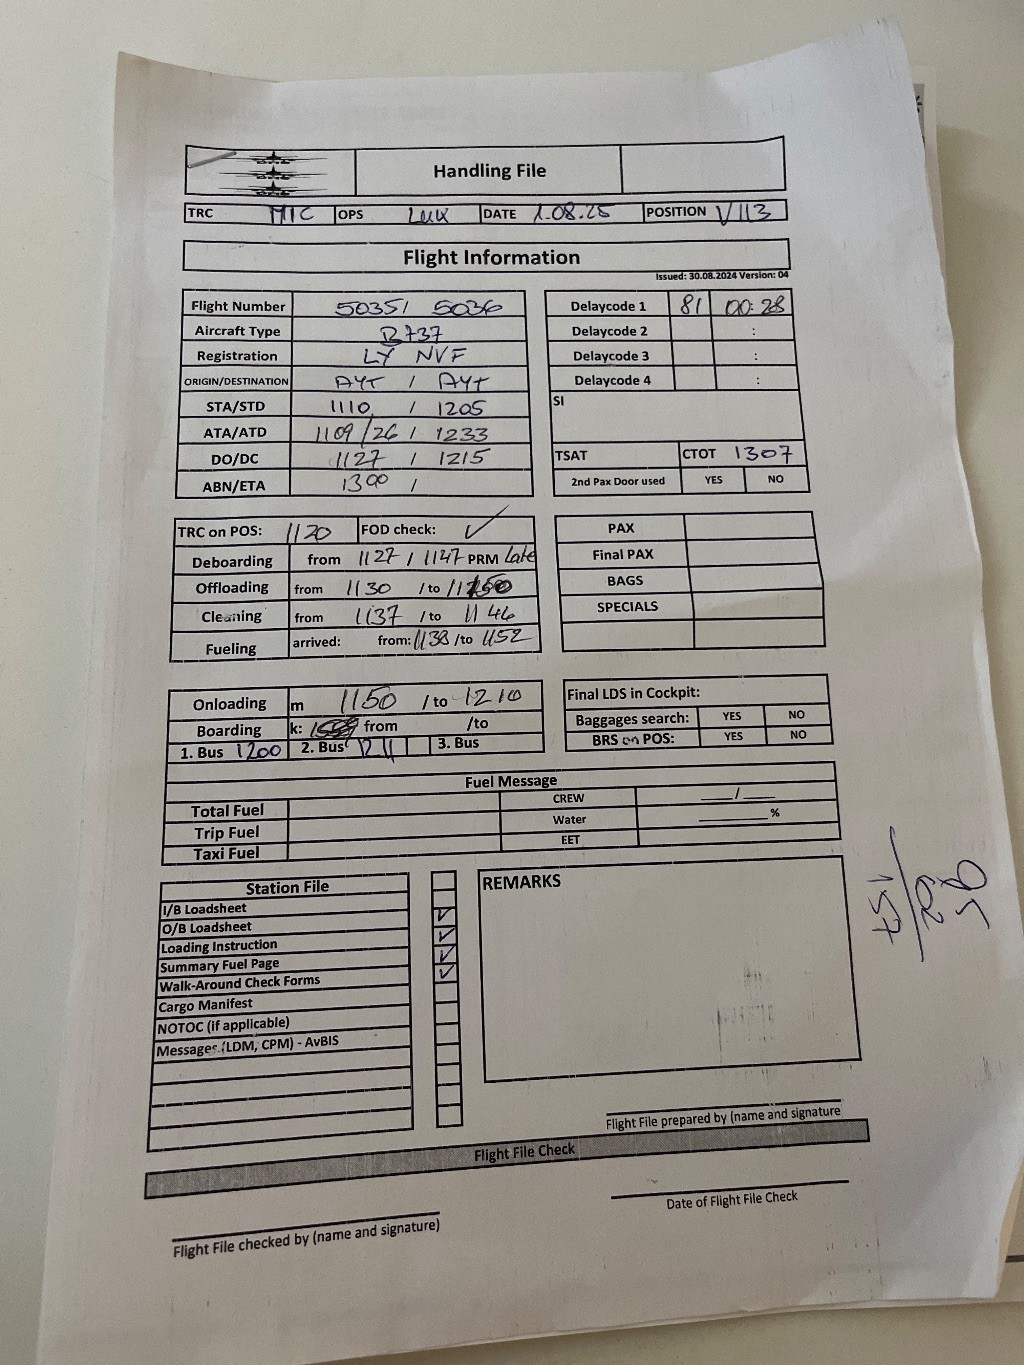 Handling File
TRC MIC OPS Luk DATE 1.08.25 POSITION V113
Flight Information
Issued: 30.08.2024 Version: 04
Flight Number 5035/ 5036
Aircraft Type B737
Registration LY NVF
ORIGIN/DESTINATION AYT / AYT
STA/STD 1110 / 1205
ATA/ATD 1109/26 / 1233
DO/DC 1127 / 1215
ABN/ETA 1300 /
Delaycode 1 81 00:28
Delaycode 2 :
Delaycode 3 :
Delaycode 4 :
SI
TSAT CTOT 1307
2nd Pax Door used YES NO
TRC on POS: 1120 FOD check: ✓
Deboarding from 1127 / 1147 PRM late
Offloading from 1130 /to 1150
Cleaning from 1137 /to 1146
Fueling arrived: from: 1138 /to 1152
PAX
Final PAX
BAGS
SPECIALS
Onloading m 1150 /to 1210
Boarding k: from /to
1. Bus 1200 2. Bus 1211 3. Bus
Final LDS in Cockpit:
Baggages search: YES NO
BRS on POS: YES NO
Fuel Message
Total Fuel CREW __/__
Trip Fuel Water ______%
Taxi Fuel EET
Station File
I/B Loadsheet
O/B Loadsheet ✓
Loading Instruction ✓
Summary Fuel Page ✓
Walk-Around Check Forms ✓
Cargo Manifest
NOTOC (if applicable)
Messages (LDM, CPM) - AvBIS
REMARKS
95
62
157
Flight File prepared by (name and signature
Flight File Check
Flight File checked by (name and signature)
Date of Flight File Check